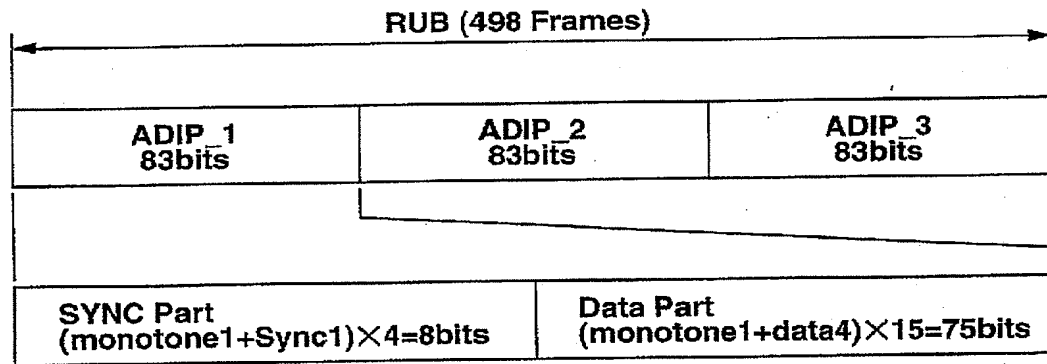 RUB (498 Frames)
ADIP_1
83bits
ADIP_2
83bits
ADIP_3
83bits
SYNC Part
(monotone1+Sync1)×4=8bits
Data Part
(monotone1+data4)×15=75bits